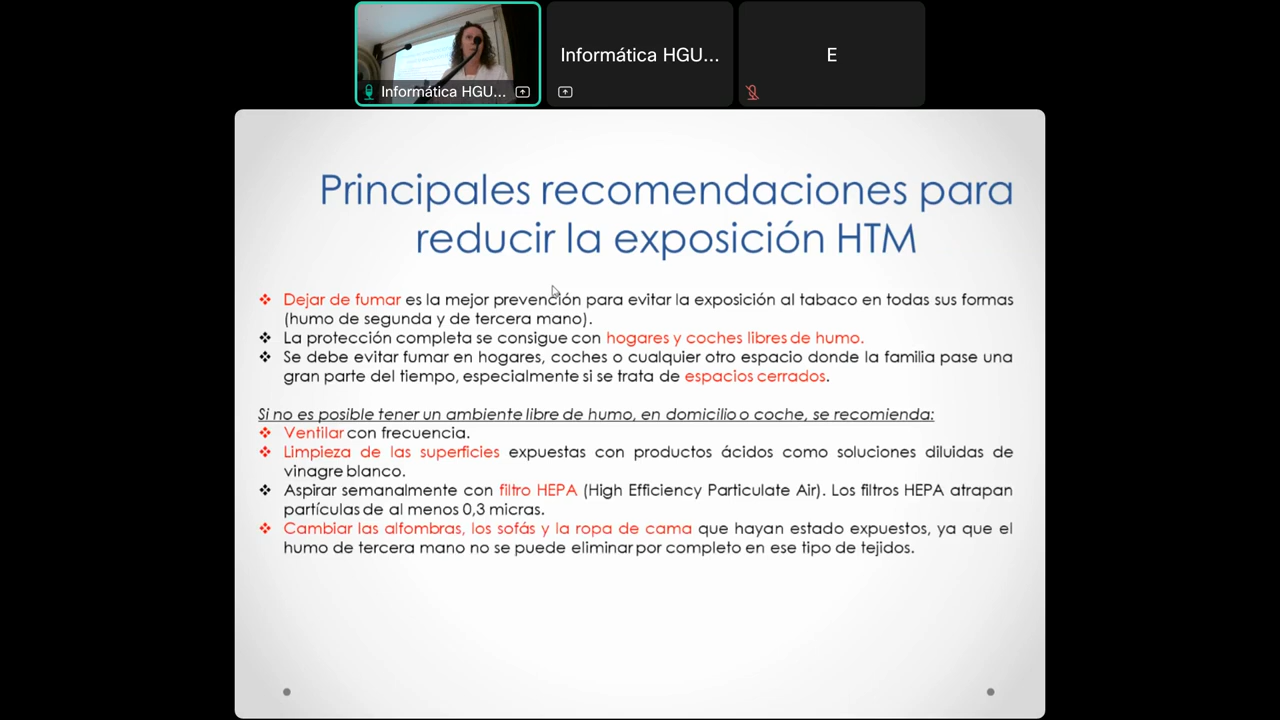 Informática HGU...
Informática HGU...
E
Principales recomendaciones para
reducir la exposición HTM
❖ Dejar de fumar es la mejor prevención para evitar la exposición al tabaco en todas sus formas
(humo de segunda y de tercera mano).
❖ La protección completa se consigue con hogares y coches libres de humo.
❖ Se debe evitar fumar en hogares, coches o cualquier otro espacio donde la familia pase una
gran parte del tiempo, especialmente si se trata de espacios cerrados.
Si no es posible tener un ambiente libre de humo, en domicilio o coche, se recomienda:
❖ Ventilar con frecuencia.
❖ Limpieza de las superficies expuestas con productos ácidos como soluciones diluidas de
vinagre blanco.
❖ Aspirar semanalmente con filtro HEPA (High Efficiency Particulate Air). Los filtros HEPA atrapan
partículas de al menos 0,3 micras.
❖ Cambiar las alfombras, los sofás y la ropa de cama que hayan estado expuestos, ya que el
humo de tercera mano no se puede eliminar por completo en ese tipo de tejidos.